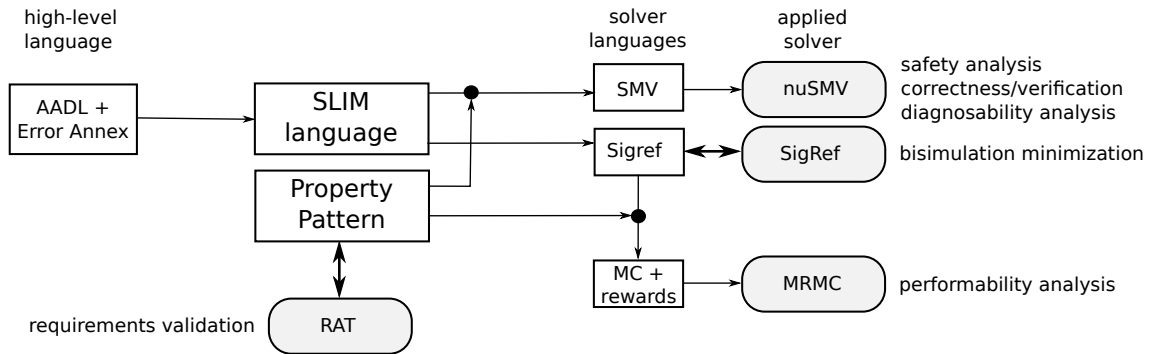 high-level
language
solver
languages
applied
solver
AADL +
Error Annex
SLIM
language
SMV
nuSMV
safety analysis
correctness/verification
diagnosability analysis
Sigref
SigRef
bisimulation minimization
Property
Pattern
MC +
rewards
MRMC
performability analysis
requirements validation
RAT